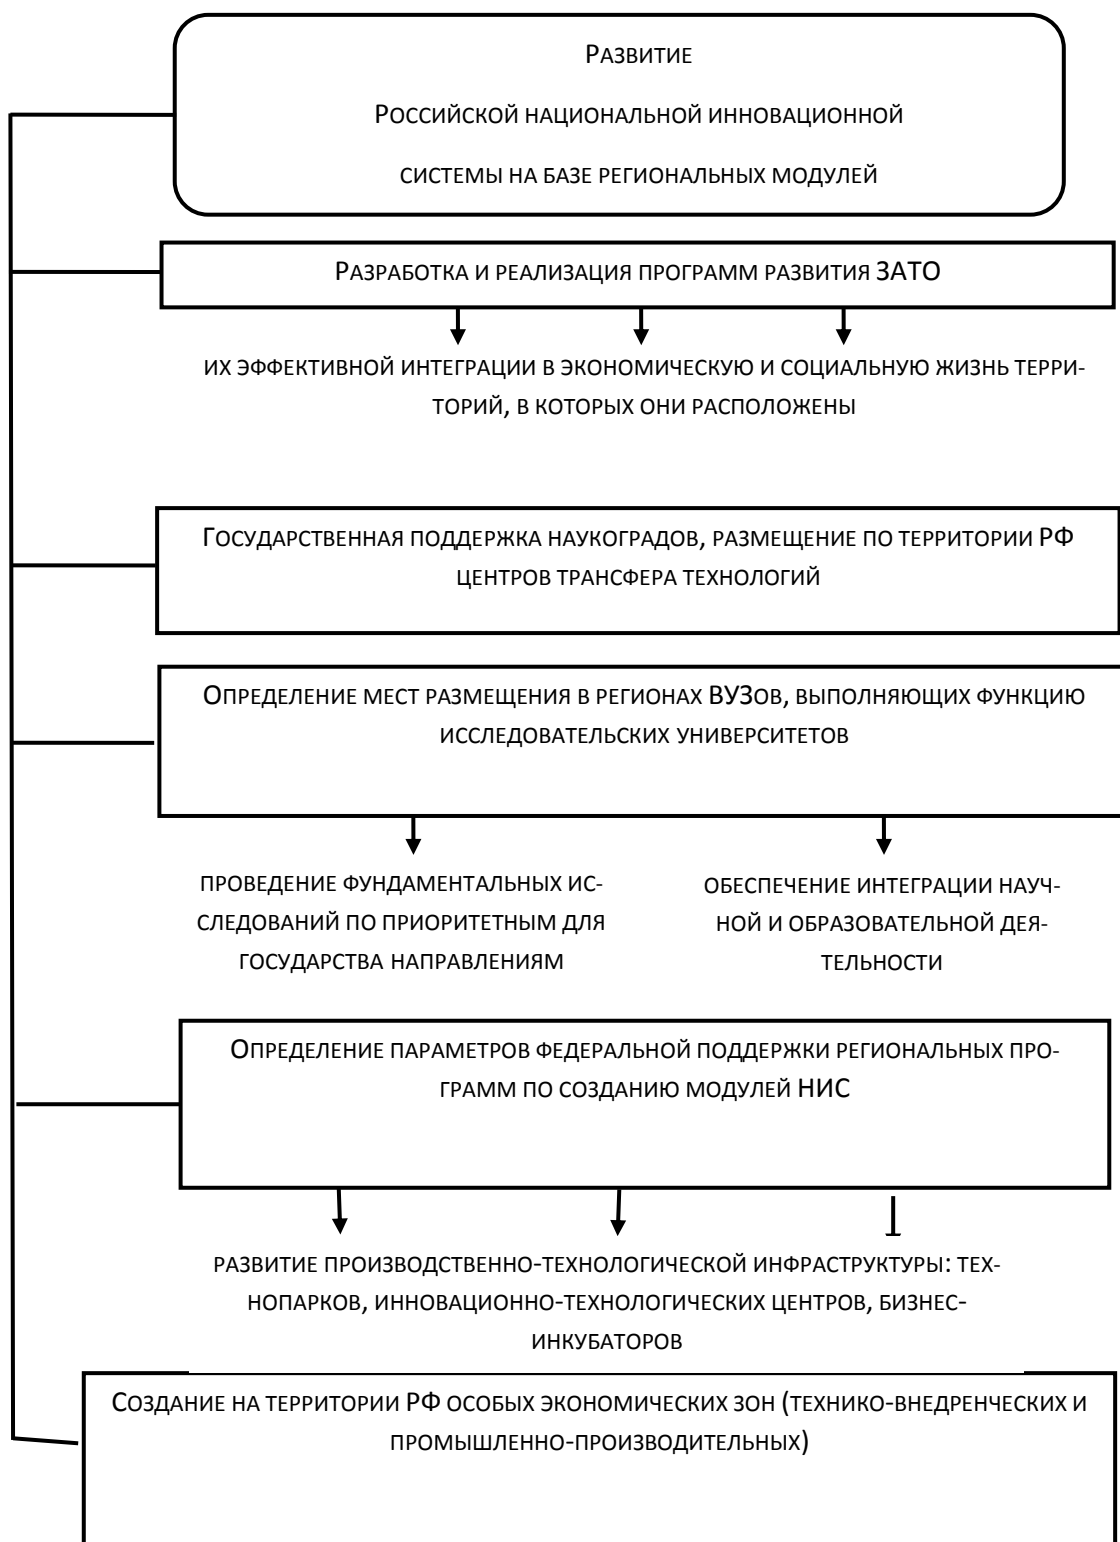 Развитие
Российской национальной инновационной
системы на базе региональных модулей
Разработка и реализация программ развития ЗАТО
их эффективной интеграции в экономическую и социальную жизнь терри-
торий, в которых они расположены
Государственная поддержка наукоградов, размещение по территории РФ
центров трансфера технологий
Определение мест размещения в регионах ВУЗов, выполняющих функцию
исследовательских университетов
проведение фундаментальных ис-
следований по приоритетным для
государства направлениям
обеспечение интеграции науч-
ной и образовательной дея-
тельности
Определение параметров федеральной поддержки региональных про-
грамм по созданию модулей НИС
развитие производственно-технологической инфраструктуры: тех-
нопарков, инновационно-технологических центров, бизнес-
инкубаторов
Создание на территории РФ особых экономических зон (технико-внедренческих и
промышленно-производительных)